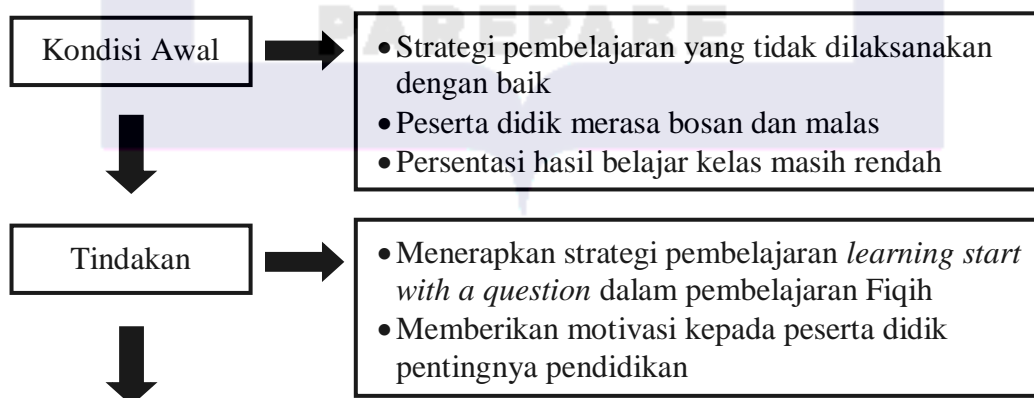 PAREPARE
Kondisi Awal
• Strategi pembelajaran yang tidak dilaksanakan
dengan baik
• Peserta didik merasa bosan dan malas
• Persentasi hasil belajar kelas masih rendah
Tindakan
• Menerapkan strategi pembelajaran learning start
with a question dalam pembelajaran Fiqih
• Memberikan motivasi kepada peserta didik
pentingnya pendidikan